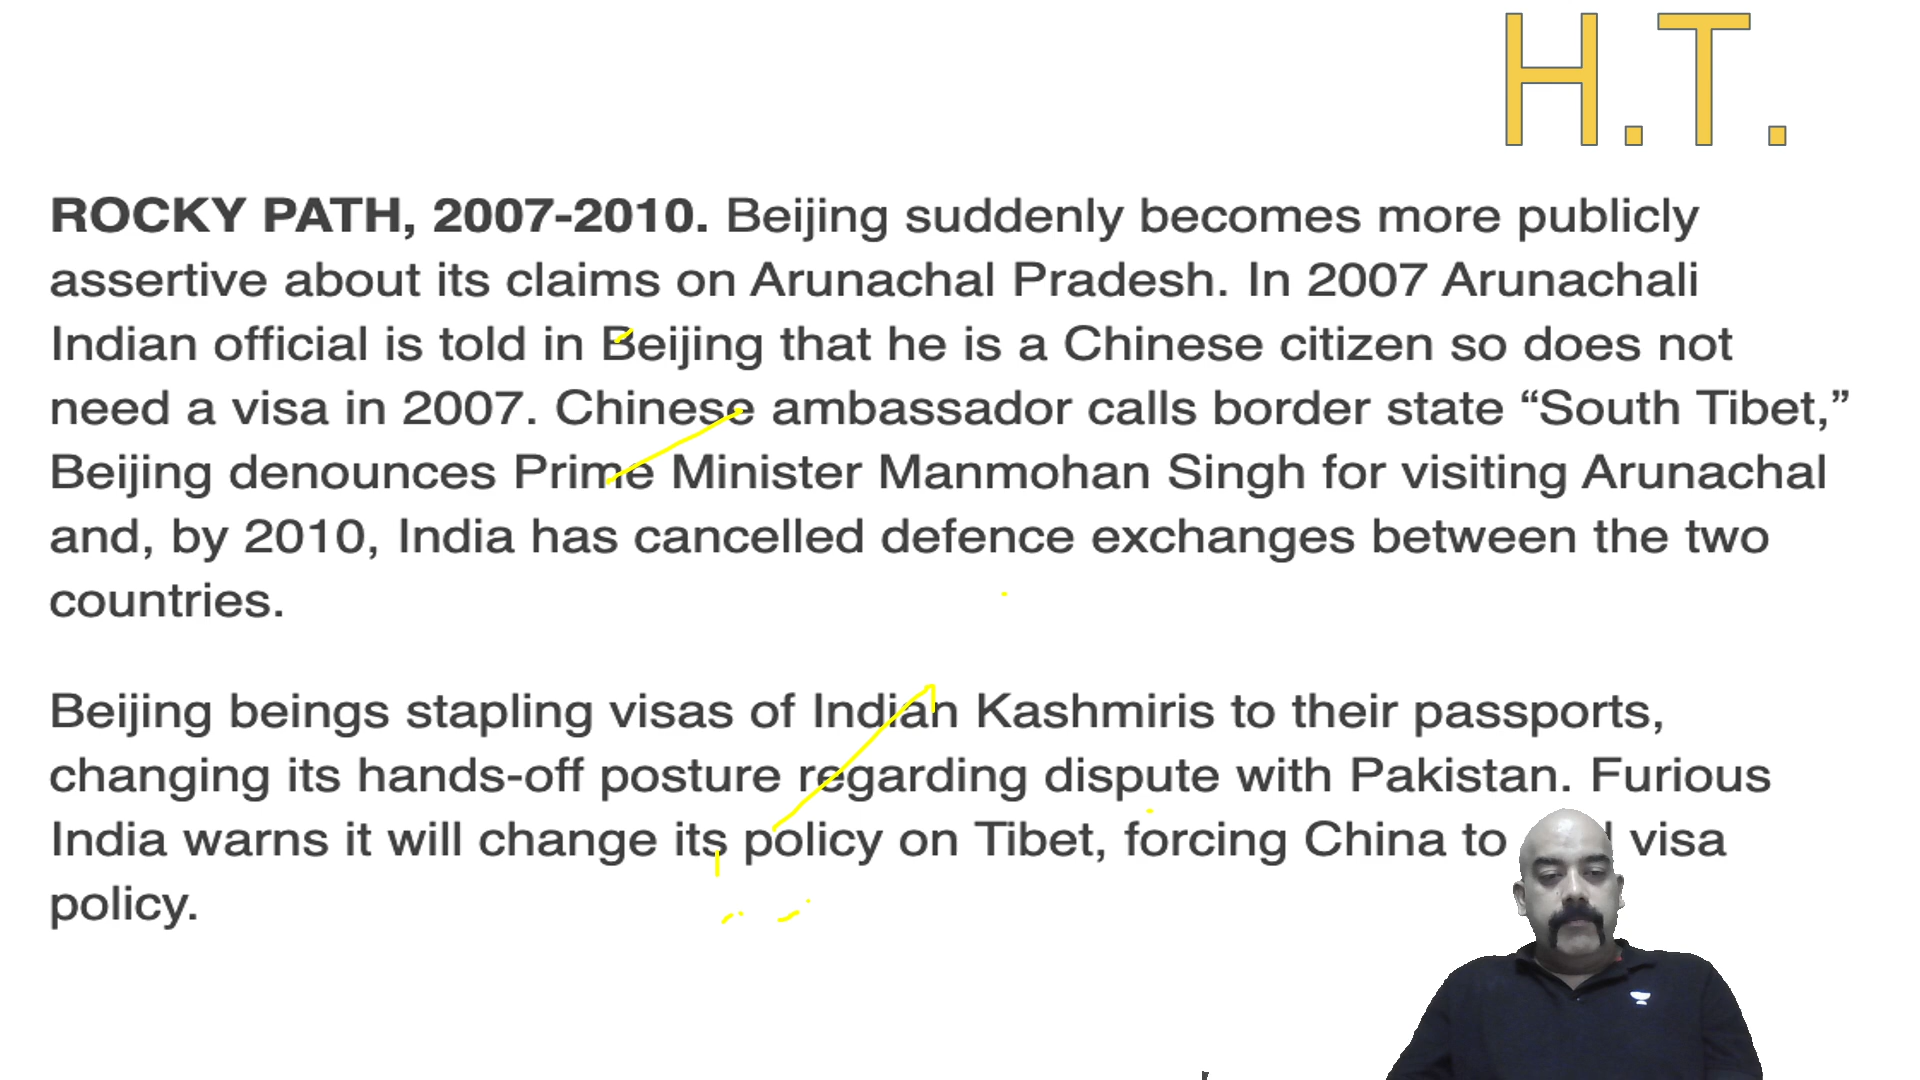 H.T.
ROCKY PATH, 2007-2010. Beijing suddenly becomes more publicly
assertive about its claims on Arunachal Pradesh. In 2007 Arunachali
Indian official is told in Beijing that he is a Chinese citizen so does not
need a visa in 2007. Chinese ambassador calls border state “South Tibet,”
Beijing denounces Prime Minister Manmohan Singh for visiting Arunachal
and, by 2010, India has cancelled defence exchanges between the two
countries.
Beijing beings stapling visas of Indian Kashmiris to their passports,
changing its hands-off posture regarding dispute with Pakistan. Furious
India warns it will change its policy on Tibet, forcing China to visa
policy.